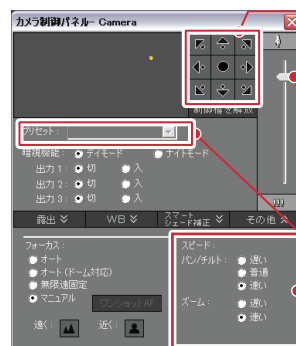 カメラ制御パネル- Camera
制御権を解放
プリセット:
暗視機能: デイモード ナイトモード
出力1: 切 入
出力2: 切 入
出力3: 切 入
露出 WB スマートシェード補正 その他
フォーカス:
オート
オート(ドーム対応)
無限遠固定
マニュアル ワンショットAF
遠く: 近く:
スピード:
パン/チルト: 遅い
普通
速い
ズーム: 遅い
速い